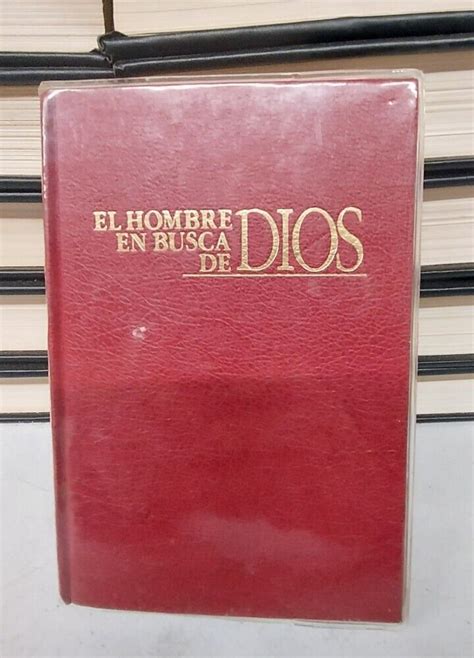 EL HOMBRE
EN BUSCA
DE DIOS